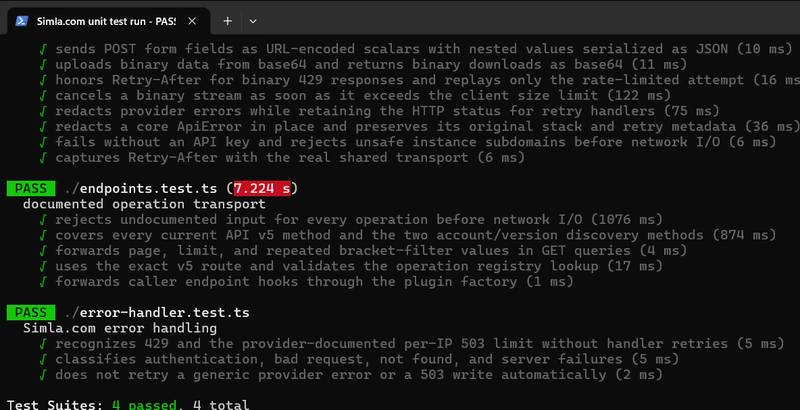 Simla.com unit test run - PAS
√ sends POST form fields as URL-encoded scalars with nested values serialized as JSON (10 ms)
√ uploads binary data from base64 and returns binary downloads as base64 (11 ms)
√ honors Retry-After for binary 429 responses and replays only the rate-limited attempt (16 ms
√ cancels a binary stream as soon as it exceeds the client size limit (122 ms)
√ redacts provider errors while retaining the HTTP status for retry handlers (75 ms)
√ redacts a core ApiError in place and preserves its original stack and retry metadata (36 ms)
√ fails without an API key and rejects unsafe instance subdomains before network I/O (6 ms)
√ captures Retry-After with the real shared transport (6 ms)
PASS ./endpoints.test.ts (7.224 s)
documented operation transport
√ rejects undocumented input for every operation before network I/O (1076 ms)
√ covers every current API v5 method and the two account/version discovery methods (874 ms)
√ forwards page, limit, and repeated bracket-filter values in GET queries (4 ms)
√ uses the exact v5 route and validates the operation registry lookup (17 ms)
√ forwards caller endpoint hooks through the plugin factory (1 ms)
PASS ./error-handler.test.ts
Simla.com error handling
√ recognizes 429 and the provider-documented per-IP 503 limit without handler retries (5 ms)
√ classifies authentication, bad request, not found, and server failures (5 ms)
√ does not retry a generic provider error or a 503 write automatically (2 ms)
Test Suites: 4 passed, 4 total